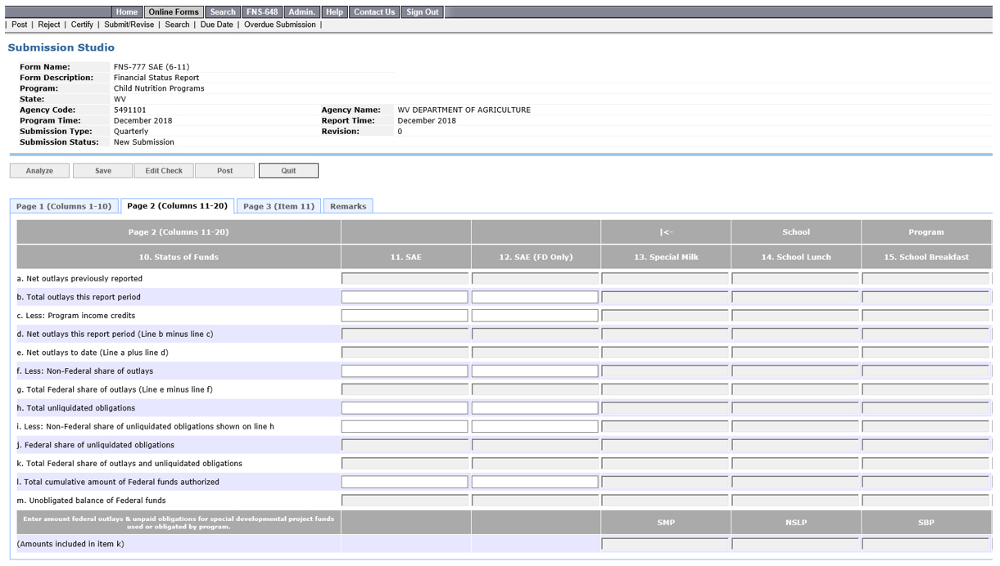 Home Online Forms Search FNS-648 Admin. Help Contact Us Sign Out
| Post | Reject | Certify | Submit/Revise | Search | Due Date | Overdue Submission |
Submission Studio
Form Name: FNS-777 SAE (6-11)
Form Description: Financial Status Report
Program: Child Nutrition Programs
State: WV
Agency Code: 5491101 Agency Name: WV DEPARTMENT OF AGRICULTURE
Program Time: December 2018 Report Time: December 2018
Submission Type: Quarterly Revision: 0
Submission Status: New Submission
Analyze Save Edit Check Post Quit
Page 1 (Columns 1-10) Page 2 (Columns 11-20) Page 3 (Item 11) Remarks
Page 2 (Columns 11-20) |<- School Program
10. Status of Funds 11. SAE 12. SAE (FD Only) 13. Special Milk 14. School Lunch 15. School Breakfast
a. Net outlays previously reported
b. Total outlays this report period
c. Less: Program income credits
d. Net outlays this report period (Line b minus line c)
e. Net outlays to date (Line a plus line d)
f. Less: Non-Federal share of outlays
g. Total Federal share of outlays (Line e minus line f)
h. Total unliquidated obligations
i. Less: Non-Federal share of unliquidated obligations shown on line h
j. Federal share of unliquidated obligations
k. Total Federal share of outlays and unliquidated obligations
l. Total cumulative amount of Federal funds authorized
m. Unobligated balance of Federal funds
Enter amount federal outlays & unpaid obligations for special developmental project funds
used or obligated by program. SMP NSLP SBP
(Amounts included in item k)